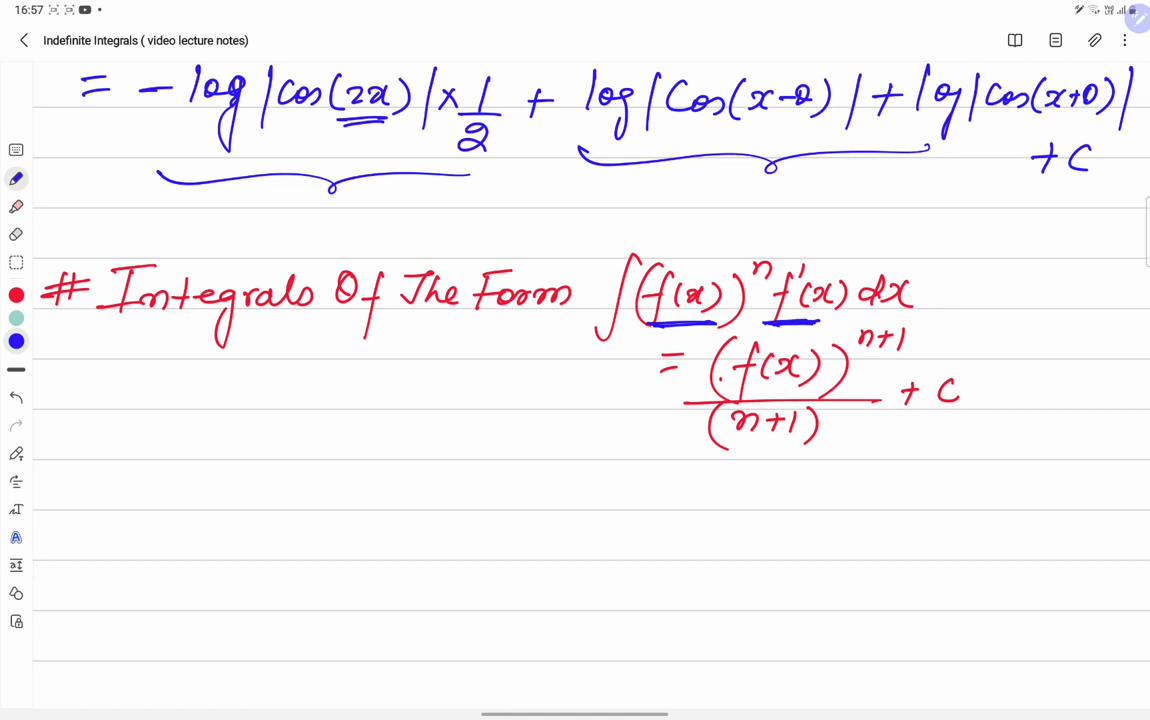 16:57
Indefinite Integrals ( video lecture notes)
= - log |cos(2x)| × 1/2 + log |Cos(x-θ)| + log |cos(x+θ)|
+ c
# Integrals Of The Form ∫ (f(x))^n f'(x) dx
= (f(x))^(n+1) / (n+1) + c